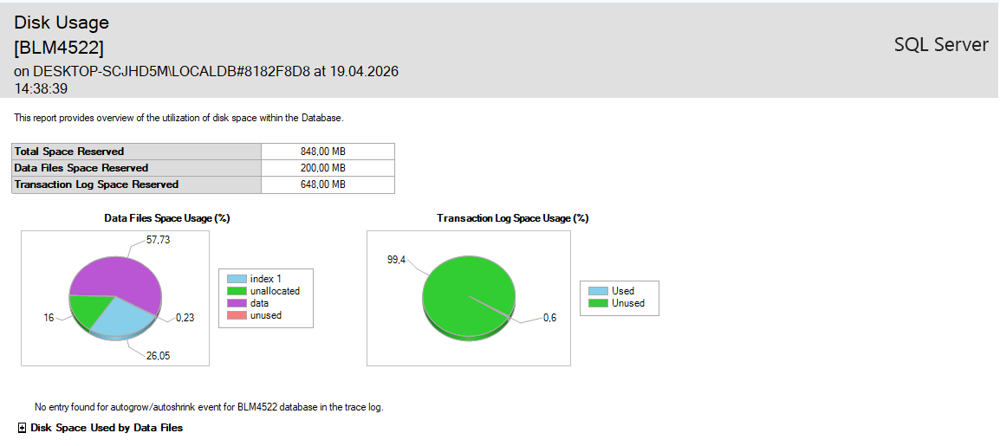 Disk Usage
[BLM4522]
on DESKTOP-SCJHD5M\LOCALDB#8182F8D8 at 19.04.2026
14:38:39
SQL Server
This report provides overview of the utilization of disk space within the Database.
Total Space Reserved 848,00 MB
Data Files Space Reserved 200,00 MB
Transaction Log Space Reserved 648,00 MB
Data Files Space Usage (%)
57,73
16
0,23
26,05
index 1
unallocated
data
unused
Transaction Log Space Usage (%)
99,4
0,6
Used
Unused
No entry found for autogrow/autoshrink event for BLM4522 database in the trace log.
Disk Space Used by Data Files